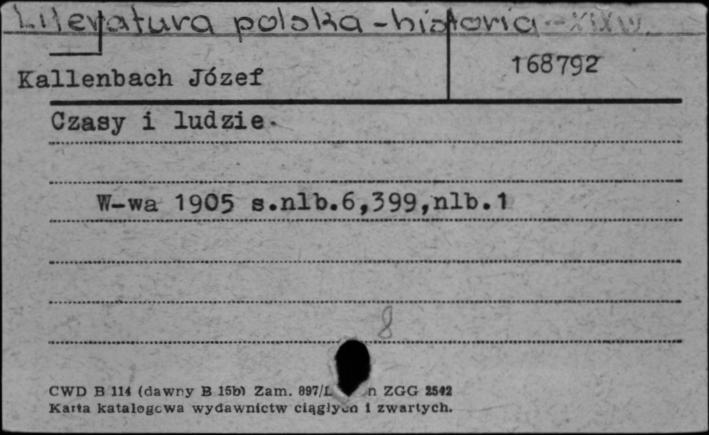 Literatura polska - historia - XIX w.
Kallenbach Józef
168792
Czasy i ludzie.
W-wa 1905 s.nlb.6,399,nlb.1
8
CWD B 114 (dawny B 15b) Zam. 897/L n ZGG 2542
Karta katalogowa wydawnictw ciągłych i zwartych.